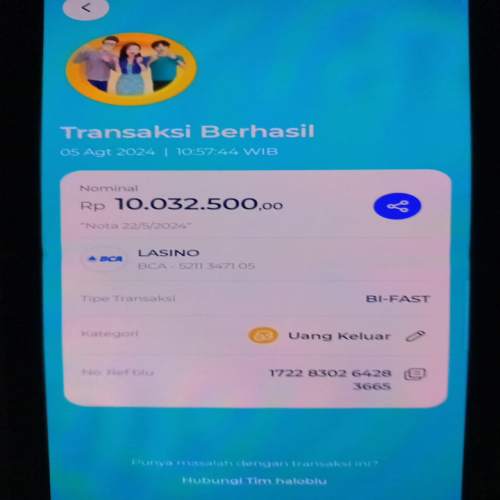 Transaksi Berhasil
05 Agt 2024 | 10:57:44 WIB
Nominal
Rp 10.032.500,00
"Nota 22/5/2024"
BCA
LASINO
BCA - 5211 3471 05
Tipe Transaksi
BI-FAST
Kategori
Uang Keluar
No. Ref blu
1722 8302 6428
3665
Punya masalah dengan transaksi ini?
Hubungi Tim haloblu